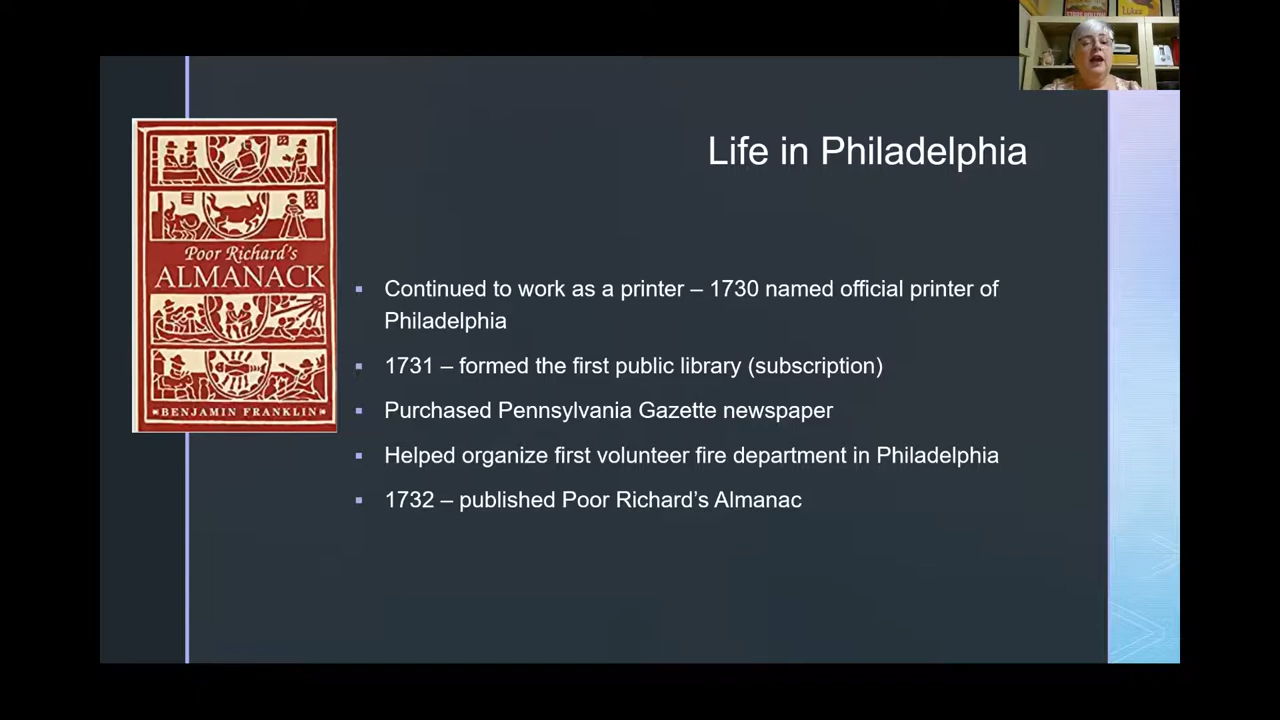 Life in Philadelphia
Poor Richard's
ALMANACK
BENJAMIN FRANKLIN
▪ Continued to work as a printer – 1730 named official printer of
Philadelphia
▪ 1731 – formed the first public library (subscription)
▪ Purchased Pennsylvania Gazette newspaper
▪ Helped organize first volunteer fire department in Philadelphia
▪ 1732 – published Poor Richard’s Almanac